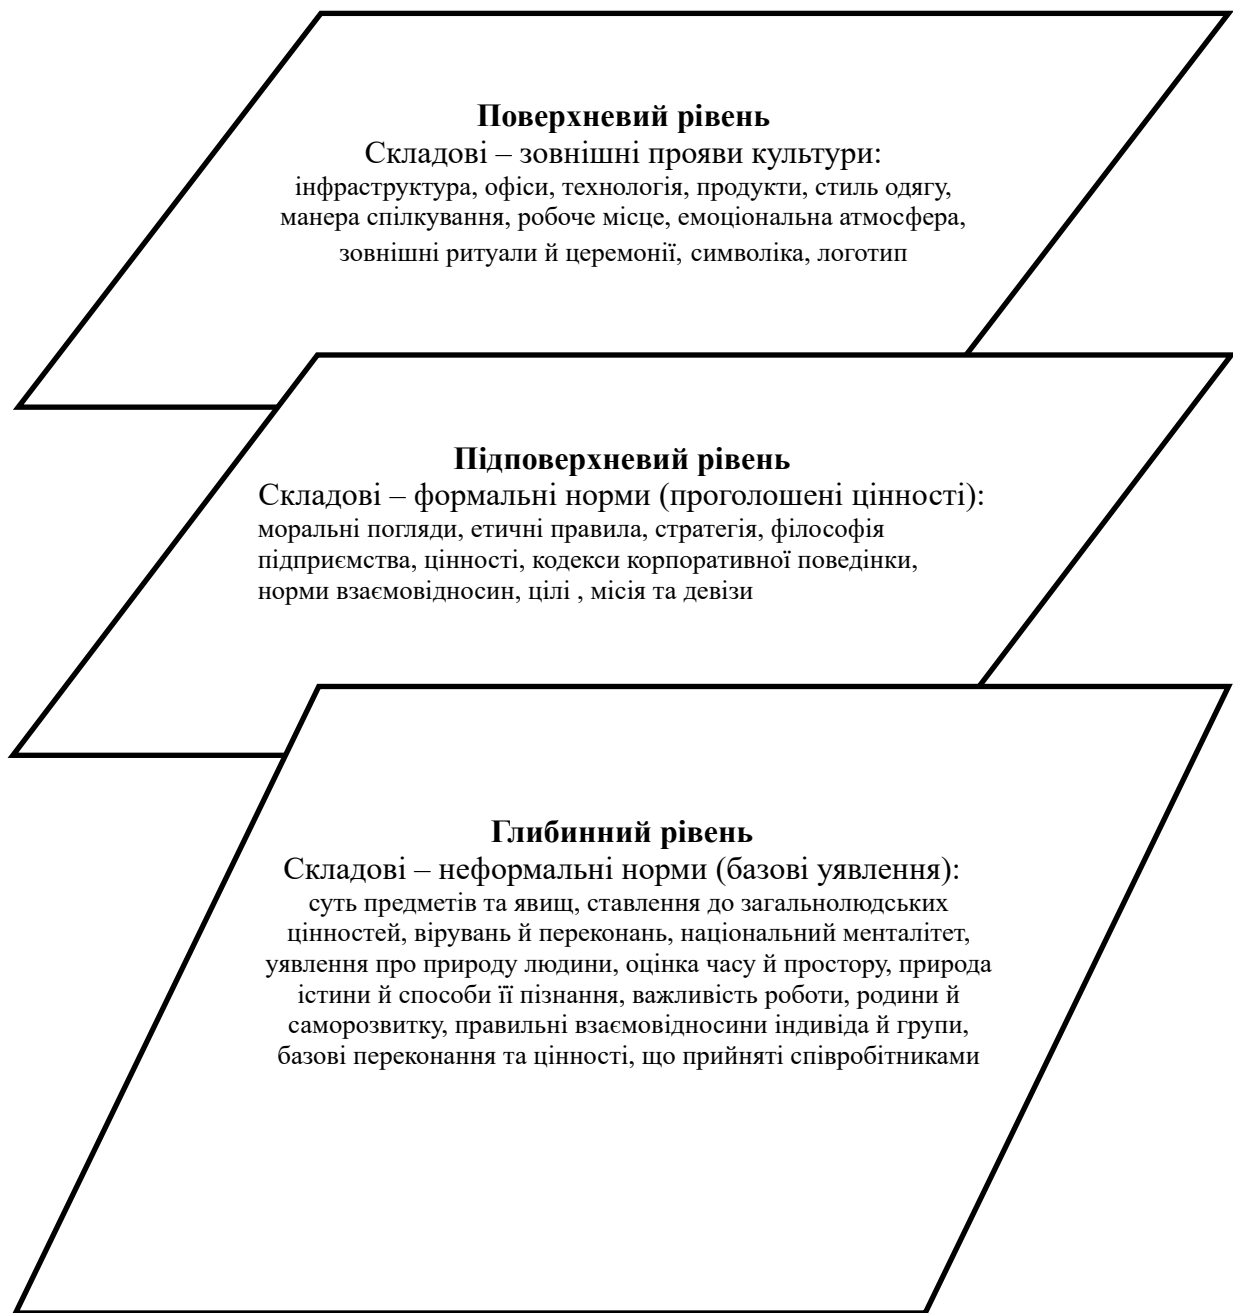 Поверхневий рівень
Складові – зовнішні прояви культури:
інфраструктура, офіси, технологія, продукти, стиль одягу,
манера спілкування, робоче місце, емоціональна атмосфера,
зовнішні ритуали й церемонії, символіка, логотип
Підповерхневий рівень
Складові – формальні норми (проголошені цінності):
моральні погляди, етичні правила, стратегія, філософія
підприємства, цінності, кодекси корпоративної поведінки,
норми взаємовідносин, цілі , місія та девізи
Глибинний рівень
Складові – неформальні норми (базові уявлення):
суть предметів та явищ, ставлення до загальнолюдських
цінностей, вірувань й переконань, національний менталітет,
уявлення про природу людини, оцінка часу й простору, природа
істини й способи її пізнання, важливість роботи, родини й
саморозвитку, правильні взаємовідносини індивіда й групи,
базові переконання та цінності, що прийняті співробітниками